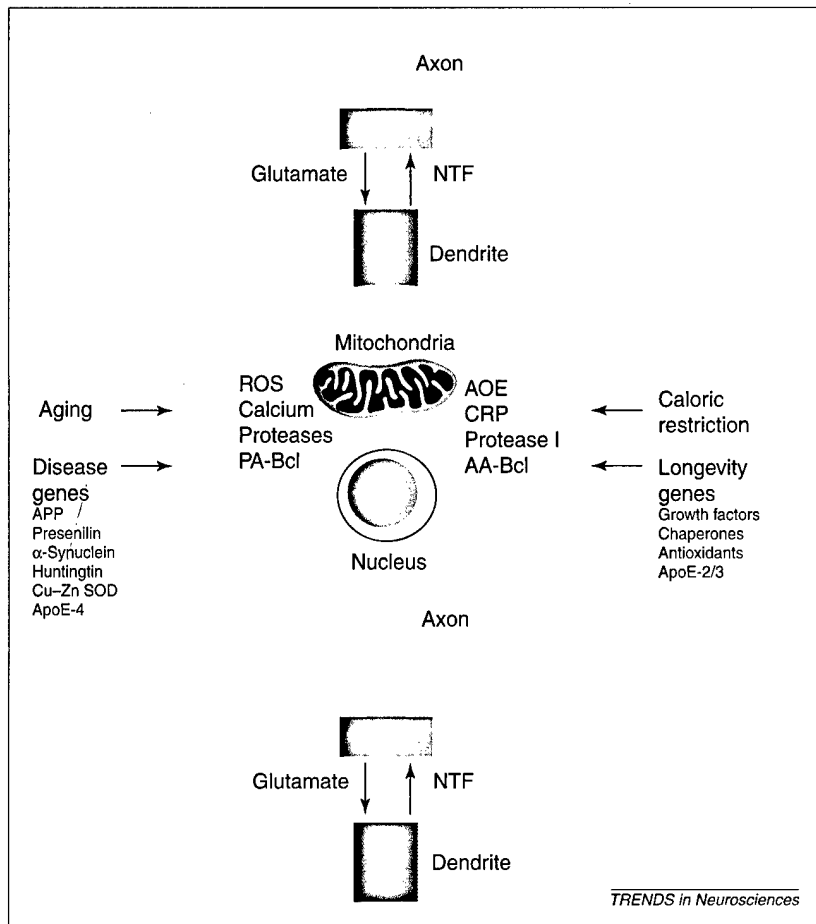 Axon
Glutamate
NTF
Dendrite
Mitochondria
ROS
Calcium
Proteases
PA-Bcl
AOE
CRP
Protease I
AA-Bcl
Aging
Caloric
restriction
Disease
genes
APP
Presenilin
α-Synuclein
Huntingtin
Cu–Zn SOD
ApoE-4
Longevity
genes
Growth factors
Chaperones
Antioxidants
ApoE-2/3
Nucleus
Axon
Glutamate
NTF
Dendrite
TRENDS in Neurosciences